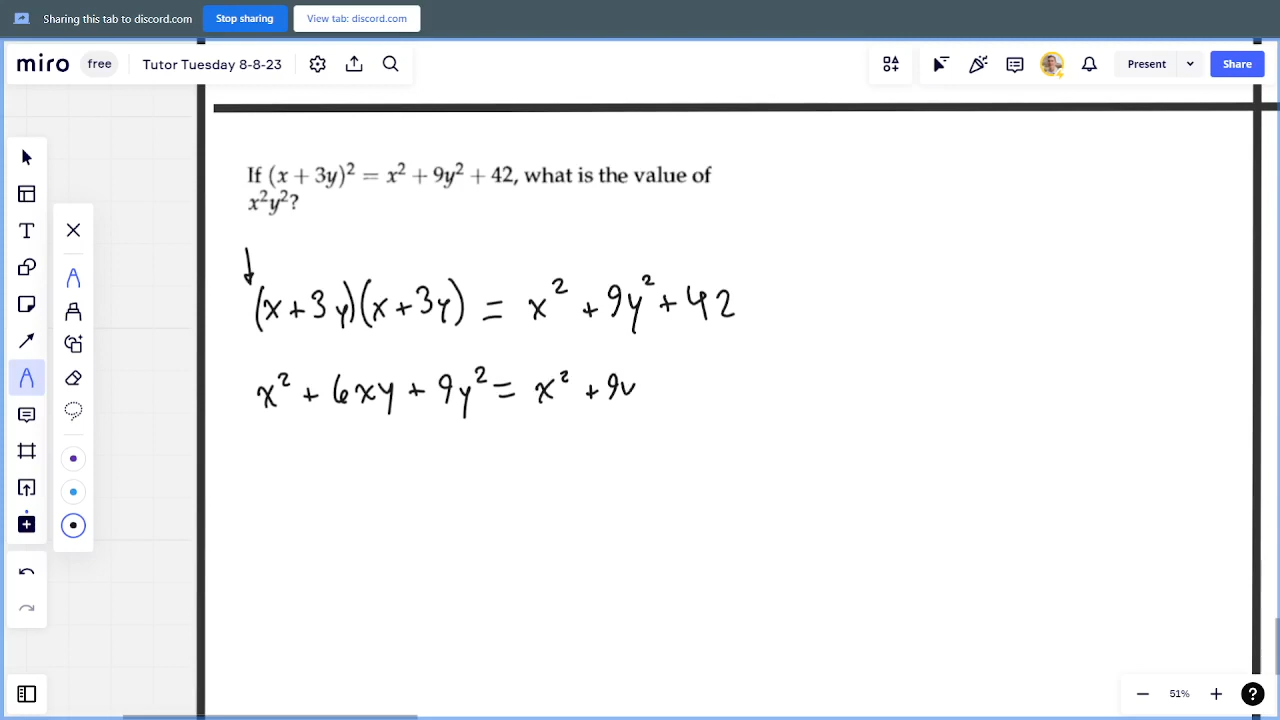 Sharing this tab to discord.com Stop sharing View tab: discord.com
miro free Tutor Tuesday 8-8-23 Present Share
If (x + 3y)² = x² + 9y² + 42, what is the value of
x²y²?
(x+3y)(x+3y) = x² + 9y² + 42
x² + 6xy + 9y² = x² + 9y
51%